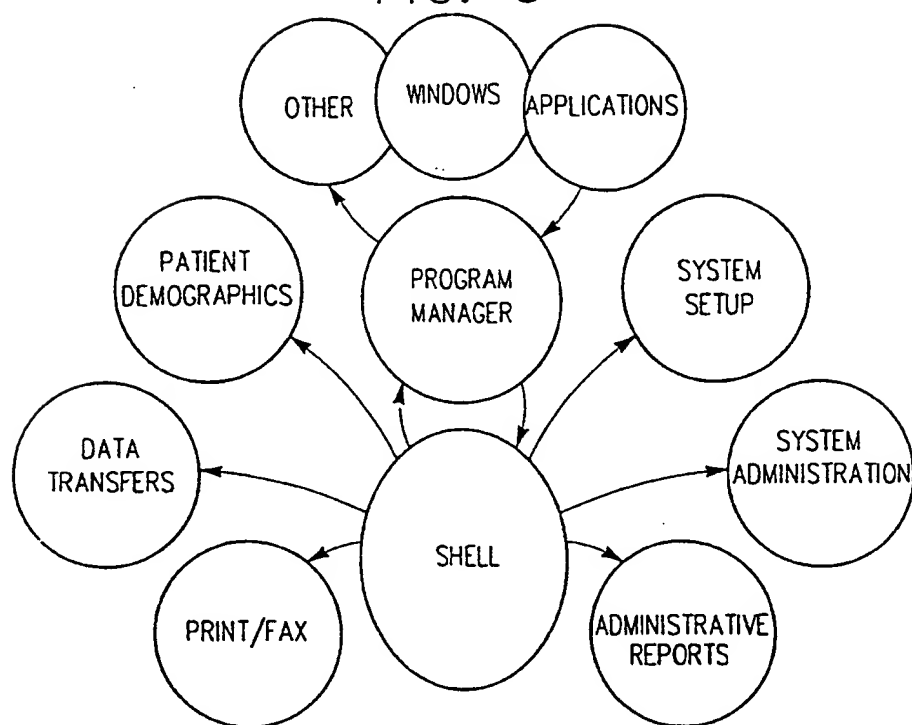 OTHER
WINDOWS
APPLICATIONS
PATIENT
DEMOGRAPHICS
PROGRAM
MANAGER
SYSTEM
SETUP
DATA
TRANSFERS
SYSTEM
ADMINISTRATION
SHELL
PRINT/FAX
ADMINISTRATIVE
REPORTS